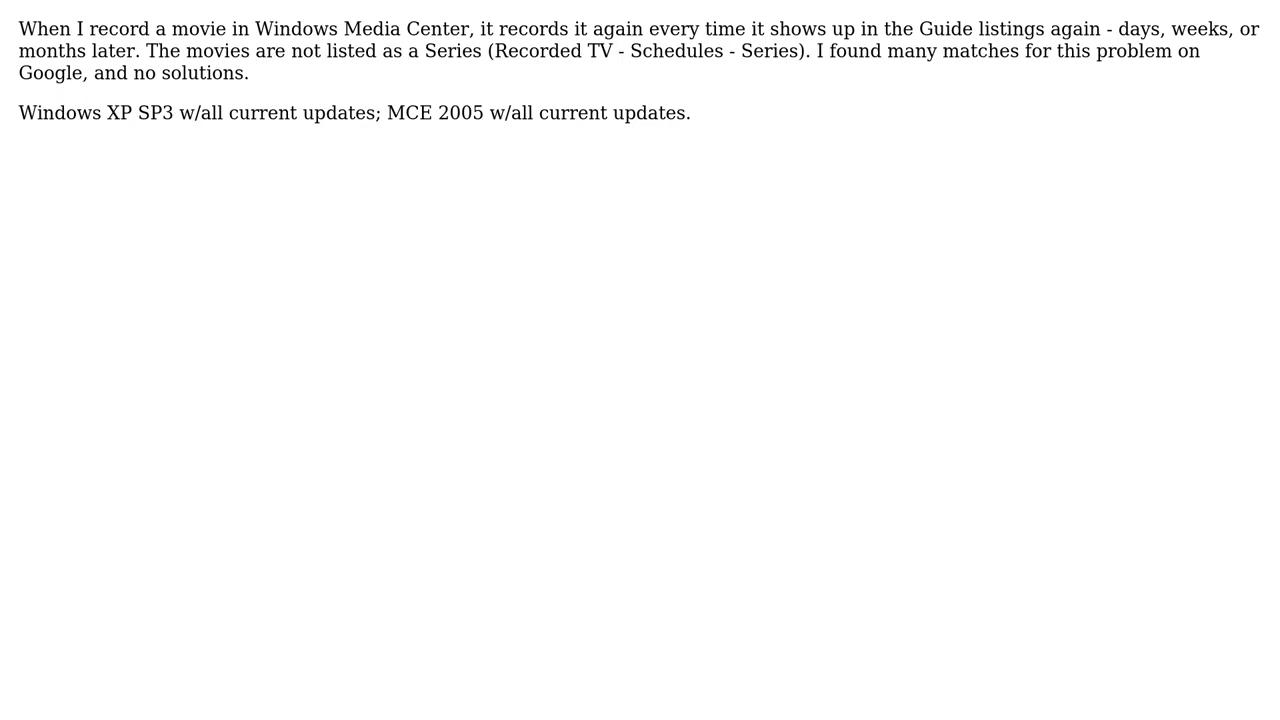 When I record a movie in Windows Media Center, it records it again every time it shows up in the Guide listings again - days, weeks, or
months later. The movies are not listed as a Series (Recorded TV - Schedules - Series). I found many matches for this problem on
Google, and no solutions.
Windows XP SP3 w/all current updates; MCE 2005 w/all current updates.